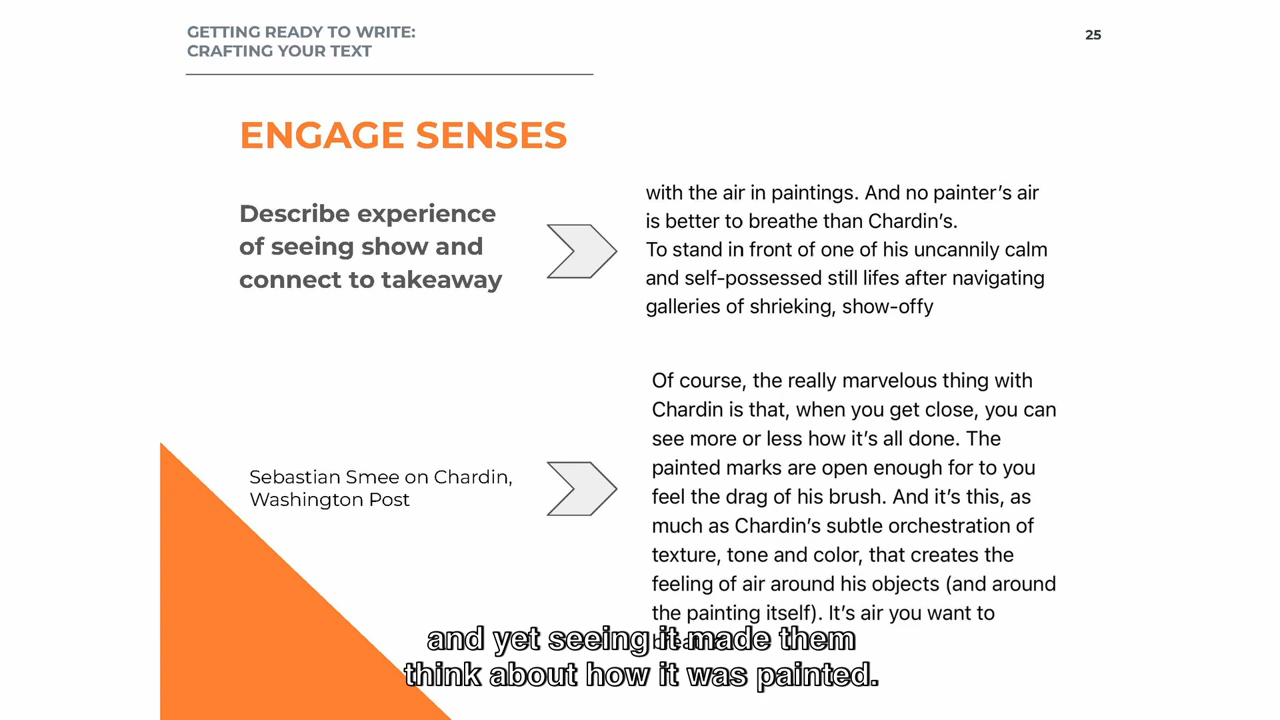 GETTING READY TO WRITE:
CRAFTING YOUR TEXT
25
ENGAGE SENSES
Describe experience
of seeing show and
connect to takeaway
with the air in paintings. And no painter's air
is better to breathe than Chardin's.
To stand in front of one of his uncannily calm
and self-possessed still lifes after navigating
galleries of shrieking, show-offy
Sebastian Smee on Chardin,
Washington Post
Of course, the really marvelous thing with
Chardin is that, when you get close, you can
see more or less how it's all done. The
painted marks are open enough for to you
feel the drag of his brush. And it's this, as
much as Chardin's subtle orchestration of
texture, tone and color, that creates the
feeling of air around his objects (and around
the painting itself). It's air you want to
and yet seeing it made them
think about how it was painted.